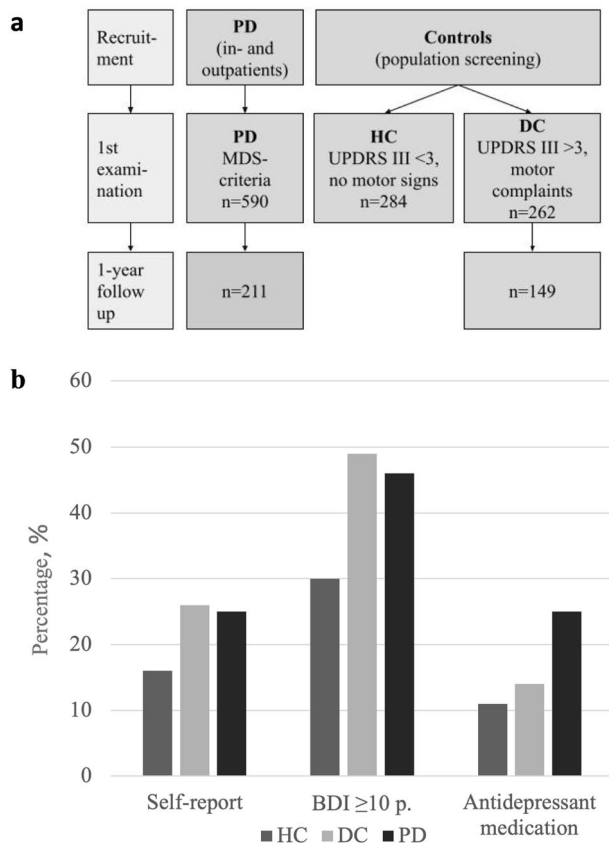 a
Recruit-
ment
PD
(in- and
outpatients)
Controls
(population screening)
1st
exami-
nation
PD
MDS-
criteria
n=590
HC
UPDRS III <3,
no motor signs
n=284
DC
UPDRS III >3,
motor
complaints
n=262
1-year
follow
up
n=211
n=149
b
Percentage, %
60
50
40
30
20
10
0
Self-report
BDI ≥10 p.
Antidepressant
medication
HC DC PD